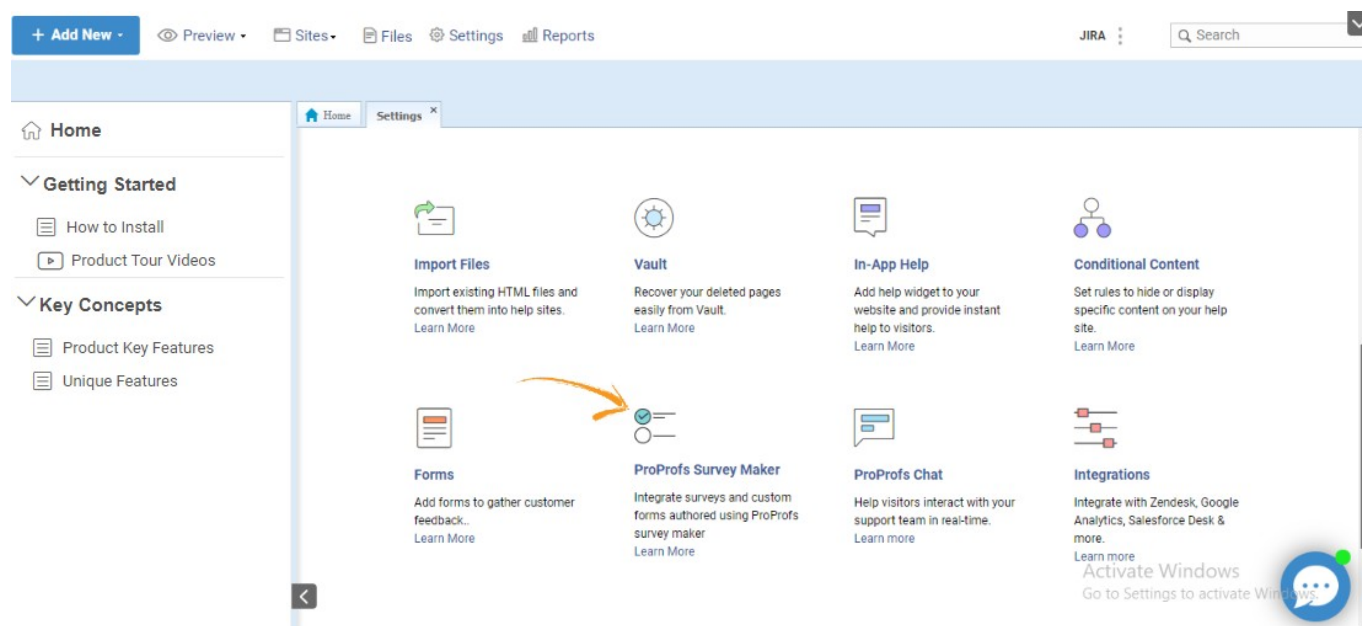 + Add New
Preview
Sites
Files
Settings
Reports
JIRA
Search
Home
Getting Started
How to Install
Product Tour Videos
Key Concepts
Product Key Features
Unique Features
Home
Settings
Import Files
Import existing HTML files and
convert them into help sites.
Learn More
Vault
Recover your deleted pages
easily from Vault.
Learn More
In-App Help
Add help widget to your
website and provide instant
help to visitors.
Learn More
Conditional Content
Set rules to hide or display
specific content on your help
site.
Learn More
Forms
Add forms to gather customer
feedback..
Learn More
ProProfs Survey Maker
Integrate surveys and custom
forms authored using ProProfs
survey maker
Learn More
ProProfs Chat
Help visitors interact with your
support team in real-time.
Learn more
Integrations
Integrate with Zendesk, Google
Analytics, Salesforce Desk &
more.
Learn more
Activate Windows
Go to Settings to activate Windows.